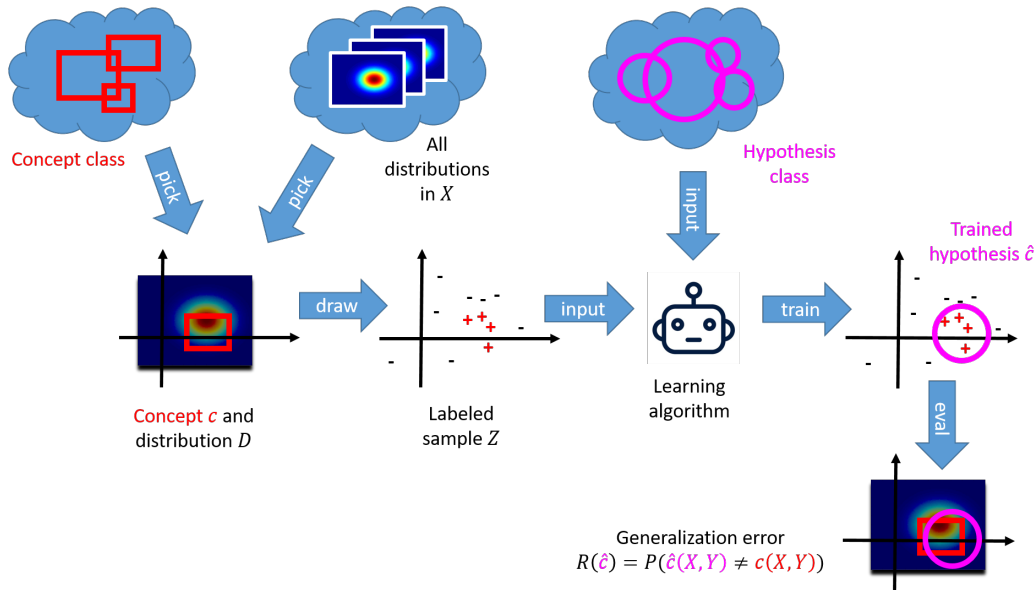 Concept class
All
distributions
in X
Hypothesis
class
pick
pick
input
Trained
hypothesis ĉ
draw
input
train
Concept c and
distribution D
Labeled
sample Z
Learning
algorithm
eval
Generalization error
R(ĉ) = P(ĉ(X, Y) ≠ c(X, Y))